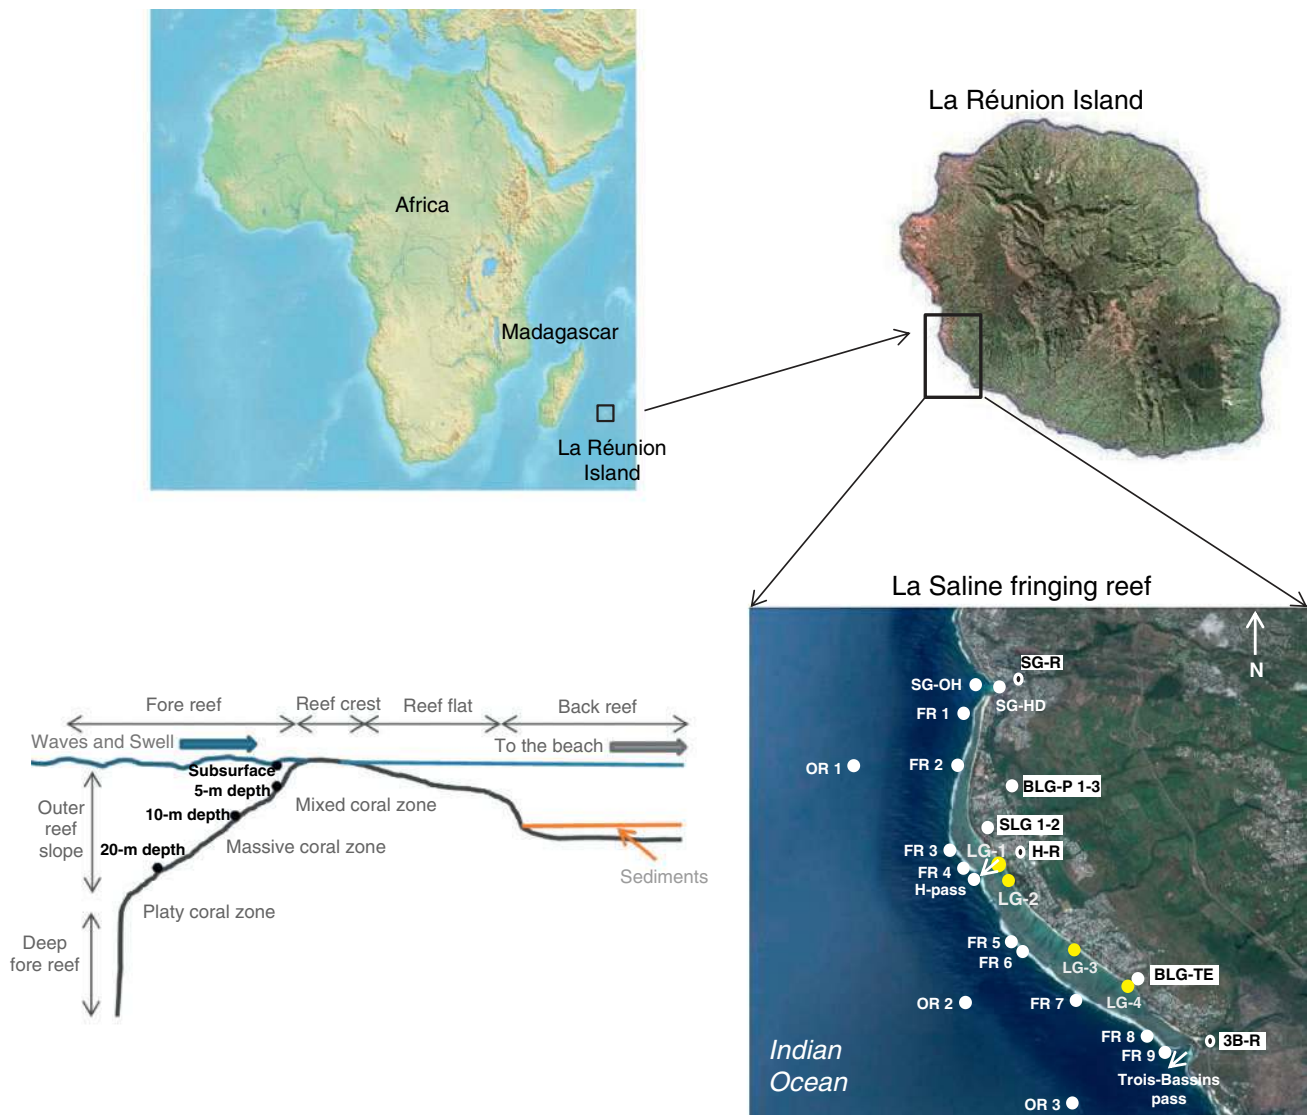 Africa
Madagascar
La Réunion
Island
La Réunion Island
La Saline fringing reef
N
SG-R
SG-OH
SG-HD
FR 1
OR 1
FR 2
BLG-P 1-3
SLG 1-2
FR 3
LG-1
H-R
FR 4
H-pass
LG-2
FR 5
FR 6
LG-3
BLG-TE
LG-4
OR 2
FR 7
FR 8
3B-R
FR 9
Trois-Bassins
pass
Indian
Ocean
OR 3
Fore reef
Reef crest
Reef flat
Back reef
Waves and Swell
To the beach
Subsurface
5-m depth
Mixed coral zone
10-m depth
Outer
reef
slope
Massive coral zone
20-m depth
Sediments
Platy coral zone
Deep
fore reef